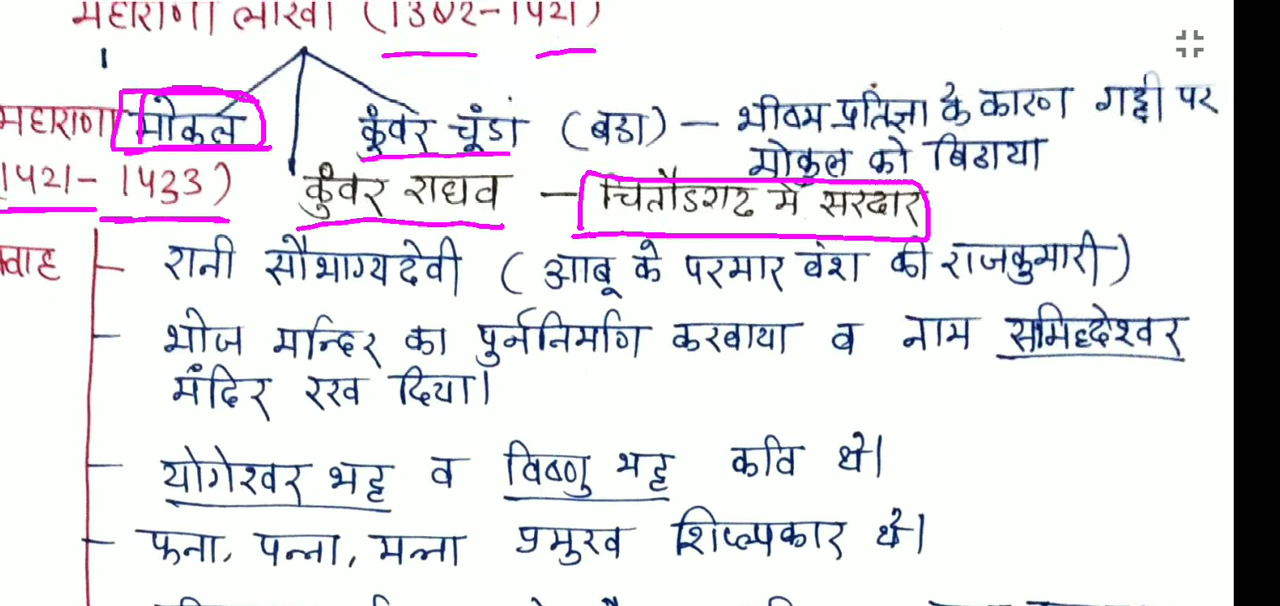 महाराणा लाखा (1382-1421)
महाराणा मोकल कुंवर चूंडा (बडा) - भीष्म प्रतिज्ञा के कारण गद्दी पर
मोकल को बिठाया
1421- 1433) कुंवर राघव - चितौडगढ में सरदार
रानी सौभाग्यदेवी ( आबू के परमार वंश की राजकुमारी)
- भोज मन्दिर का पुर्ननिर्माण करवाया व नाम समिद्देश्वर
मंदिर रख दिया।
- योगेश्वर भट्ट व विष्णु भट्ट कवि थे।
- फना, पन्ना, मन्ना प्रमुख शिल्पकार थे।